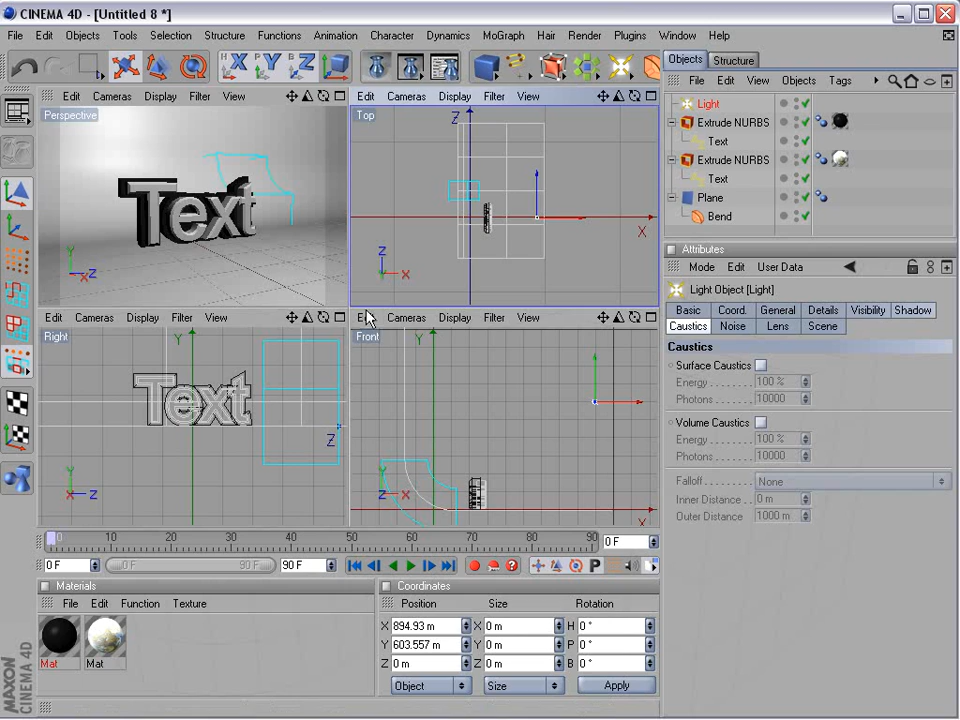 CINEMA 4D - [Untitled 8 *]
File Edit Objects Tools Selection Structure Functions Animation Character Dynamics MoGraph Hair Render Plugins Window Help
X Y Z
Objects Structure
File Edit View Objects Tags
Edit Cameras Display Filter View
Edit Cameras Display Filter View
Perspective
Top
Light
Extrude NURBS
Text
Extrude NURBS
Text
Plane
Bend
Text
Y
X Z
Z
X
Z
Y X
Attributes
Mode Edit User Data
Light Object [Light]
Basic Coord. General Details Visibility Shadow
Caustics Noise Lens Scene
Caustics
Surface Caustics
Energy 100 %
Photons 10000
Volume Caustics
Energy 100 %
Photons 10000
Falloff None
Inner Distance 0 m
Outer Distance 1000 m
Edit Cameras Display Filter View
Cameras Display Filter View
Right
Front
Y
Text
Z
Y
X Z
Y
Z X
X
0 10 20 30 40 50 60 70 80 90 0 F
0 F 0 F 90 F 90 F
P
Materials
File Edit Function Texture
Mat Mat
Coordinates
Position Size Rotation
X 894.93 m X 0 m H 0 °
Y 603.557 m Y 0 m P 0 °
Z 0 m Z 0 m B 0 °
Object Size Apply
MAXON
CINEMA 4D